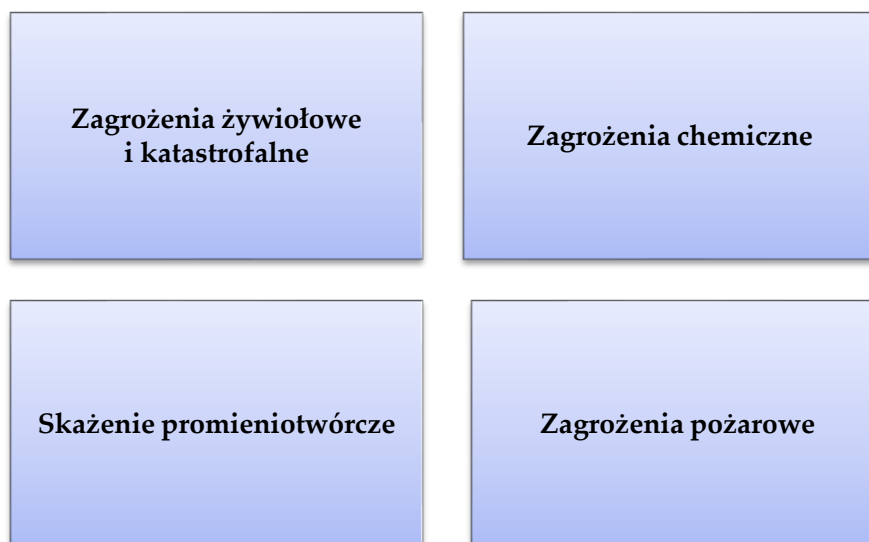 Zagrożenia żywiołowe
i katastrofalne
Zagrożenia chemiczne
Skażenie promieniotwórcze
Zagrożenia pożarowe